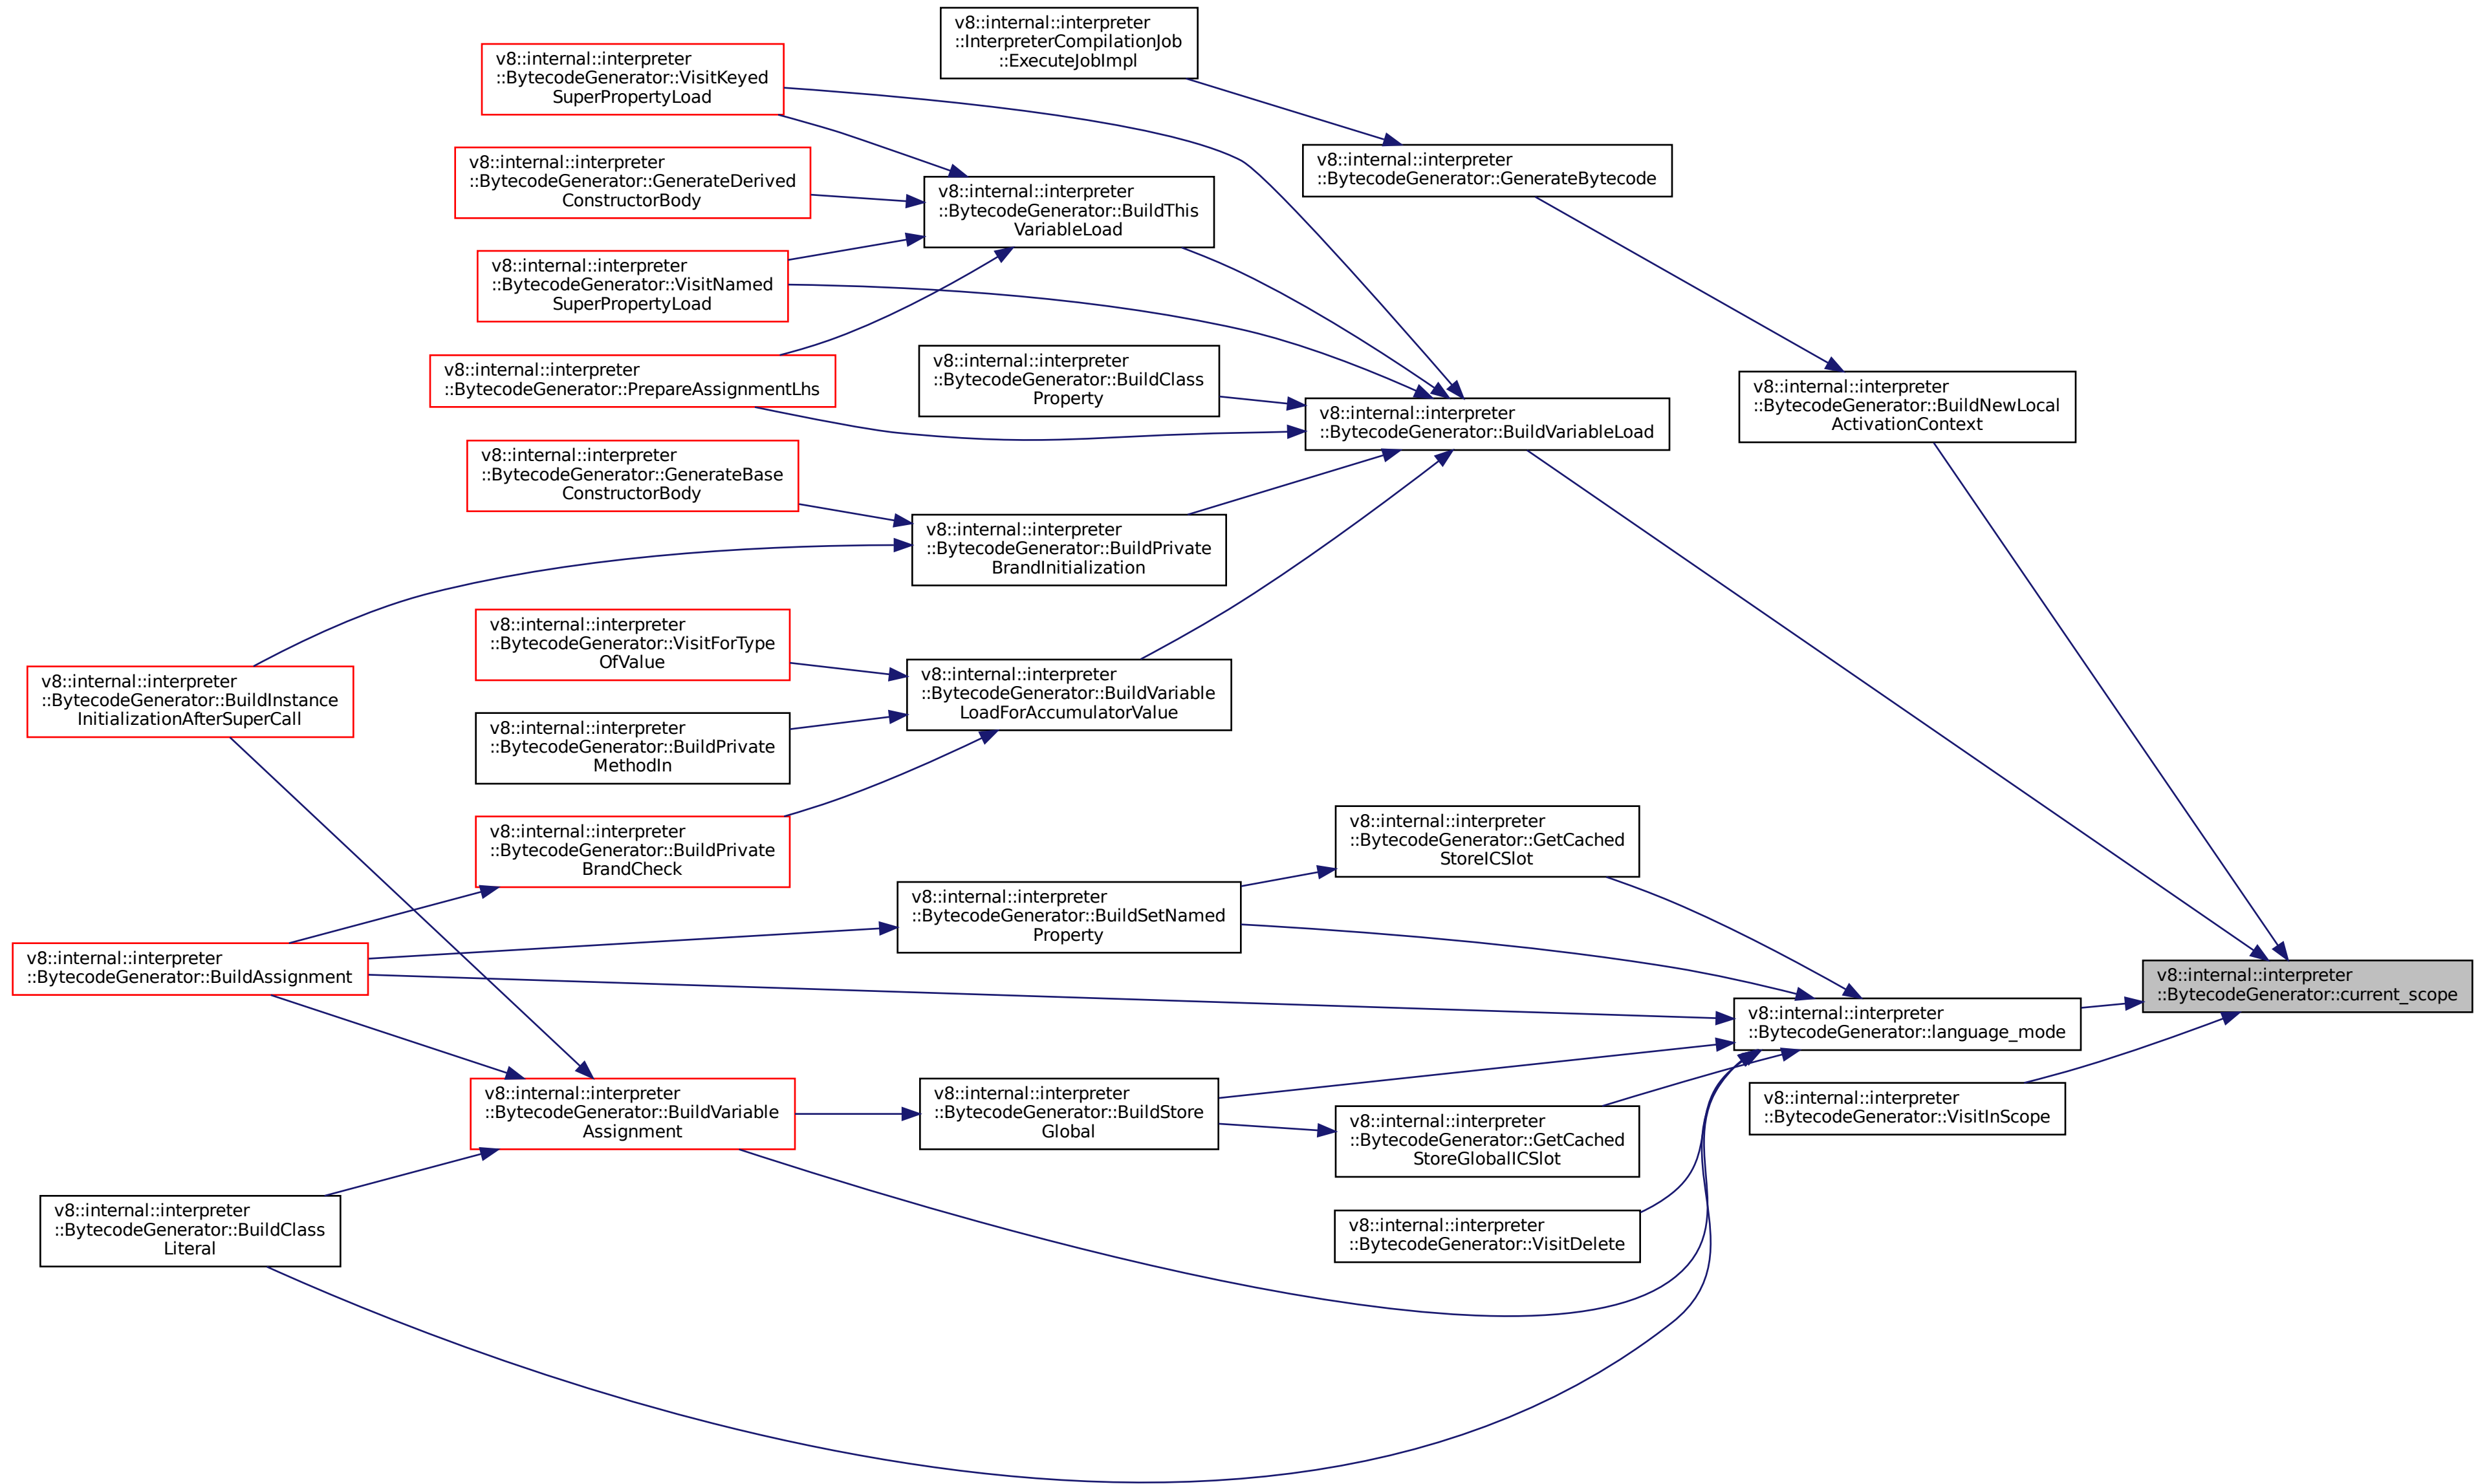 v8::internal::interpreter
::InterpreterCompilationJob
::ExecuteJobImpl
v8::internal::interpreter
::BytecodeGenerator::VisitKeyed
SuperPropertyLoad
v8::internal::interpreter
::BytecodeGenerator::GenerateBytecode
v8::internal::interpreter
::BytecodeGenerator::GenerateDerived
ConstructorBody
v8::internal::interpreter
::BytecodeGenerator::BuildThis
VariableLoad
v8::internal::interpreter
::BytecodeGenerator::VisitNamed
SuperPropertyLoad
v8::internal::interpreter
::BytecodeGenerator::PrepareAssignmentLhs
v8::internal::interpreter
::BytecodeGenerator::BuildClass
Property
v8::internal::interpreter
::BytecodeGenerator::BuildVariableLoad
v8::internal::interpreter
::BytecodeGenerator::BuildNewLocal
ActivationContext
v8::internal::interpreter
::BytecodeGenerator::GenerateBase
ConstructorBody
v8::internal::interpreter
::BytecodeGenerator::BuildPrivate
BrandInitialization
v8::internal::interpreter
::BytecodeGenerator::VisitForType
OfValue
v8::internal::interpreter
::BytecodeGenerator::BuildInstance
InitializationAfterSuperCall
v8::internal::interpreter
::BytecodeGenerator::BuildVariable
LoadForAccumulatorValue
v8::internal::interpreter
::BytecodeGenerator::BuildPrivate
MethodIn
v8::internal::interpreter
::BytecodeGenerator::BuildPrivate
BrandCheck
v8::internal::interpreter
::BytecodeGenerator::GetCached
StoreICSlot
v8::internal::interpreter
::BytecodeGenerator::BuildSetNamed
Property
v8::internal::interpreter
::BytecodeGenerator::BuildAssignment
v8::internal::interpreter
::BytecodeGenerator::current_scope
v8::internal::interpreter
::BytecodeGenerator::language_mode
v8::internal::interpreter
::BytecodeGenerator::BuildVariable
Assignment
v8::internal::interpreter
::BytecodeGenerator::BuildStore
Global
v8::internal::interpreter
::BytecodeGenerator::GetCached
StoreGlobalICSlot
v8::internal::interpreter
::BytecodeGenerator::VisitInScope
v8::internal::interpreter
::BytecodeGenerator::BuildClass
Literal
v8::internal::interpreter
::BytecodeGenerator::VisitDelete